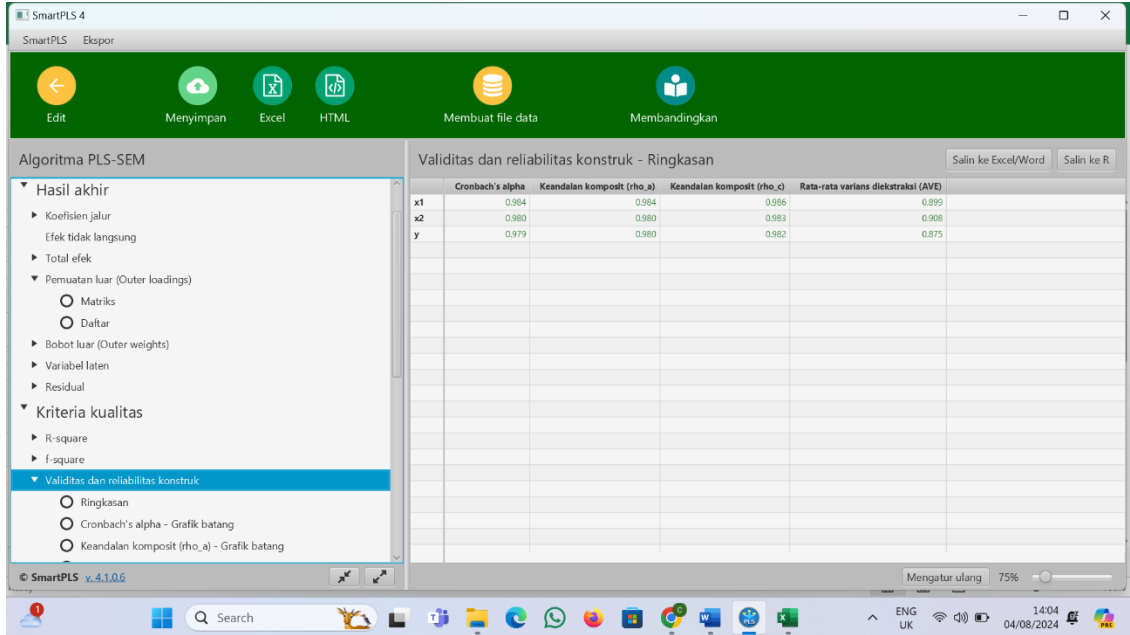 SmartPLS 4
SmartPLS Ekspor
Edit Menyimpan Excel HTML Membuat file data Membandingkan
Algoritma PLS-SEM
Hasil akhir
Koefisien jalur
Efek tidak langsung
Total efek
Pemuatan luar (Outer loadings)
Matriks
Daftar
Bobot luar (Outer weights)
Variabel laten
Residual
Kriteria kualitas
R-square
f-square
Validitas dan reliabilitas konstruk
Ringkasan
Cronbach's alpha - Grafik batang
Keandalan komposit (rho_a) - Grafik batang
© SmartPLS v. 4.1.0.6
Validitas dan reliabilitas konstruk - Ringkasan Salin ke Excel/Word Salin ke R
Cronbach's alpha Keandalan komposit (rho_a) Keandalan komposit (rho_c) Rata-rata varians diekstraksi (AVE)
x1 0.984 0.984 0.986 0.899
x2 0.980 0.980 0.983 0.908
y 0.979 0.980 0.982 0.875
Mengatur ulang 75%
1 Search PLS ENG UK 14:04 04/08/2024 PRE